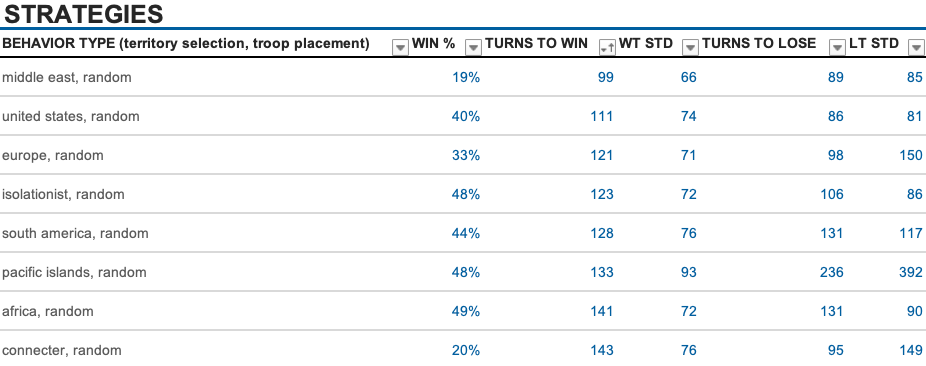 STRATEGIES
BEHAVIOR TYPE (territory selection, troop placement) WIN % TURNS TO WIN WT STD TURNS TO LOSE LT STD
middle east, random 19% 99 66 89 85
united states, random 40% 111 74 86 81
europe, random 33% 121 71 98 150
isolationist, random 48% 123 72 106 86
south america, random 44% 128 76 131 117
pacific islands, random 48% 133 93 236 392
africa, random 49% 141 72 131 90
connecter, random 20% 143 76 95 149